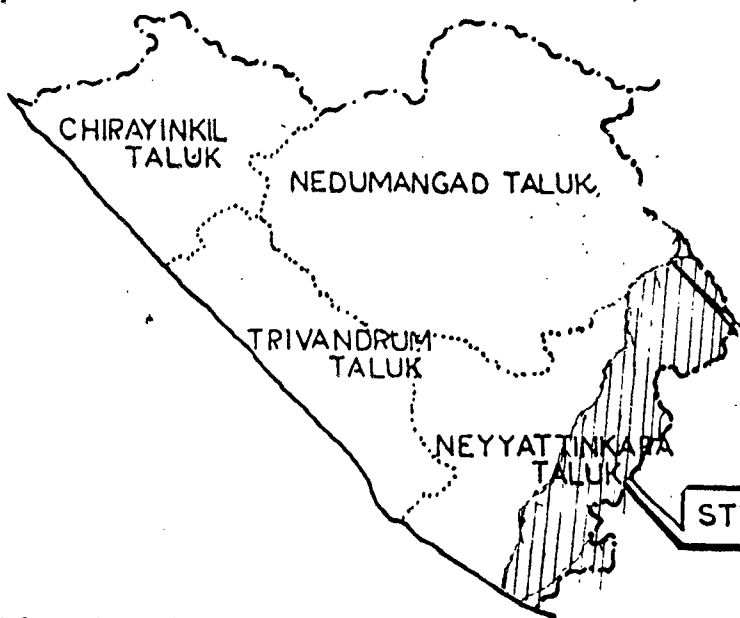 CHIRAYINKIL
TALUK
NEDUMANGAD TALUK
TRIVANDRUM
TALUK
NEYYATTINKARA
TALUK
ST